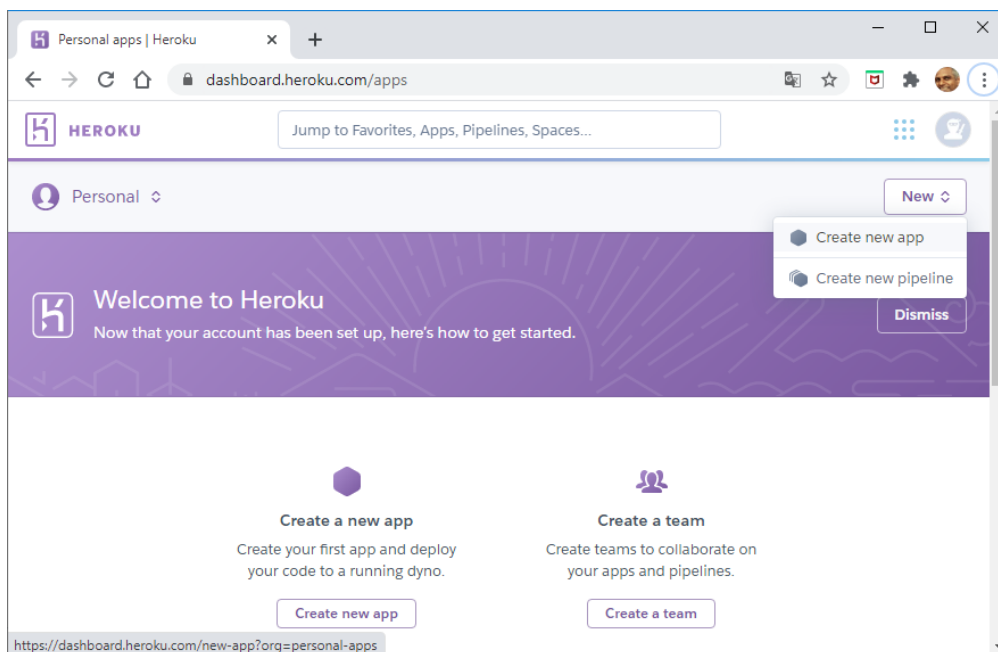 Personal apps | Heroku
dashboard.heroku.com/apps
HEROKU
Jump to Favorites, Apps, Pipelines, Spaces...
Personal
New
Create new app
Create new pipeline
Welcome to Heroku
Now that your account has been set up, here's how to get started.
Dismiss
Create a new app
Create your first app and deploy
your code to a running dyno.
Create new app
Create a team
Create teams to collaborate on
your apps and pipelines.
Create a team
https://dashboard.heroku.com/new-app?org=personal-apps